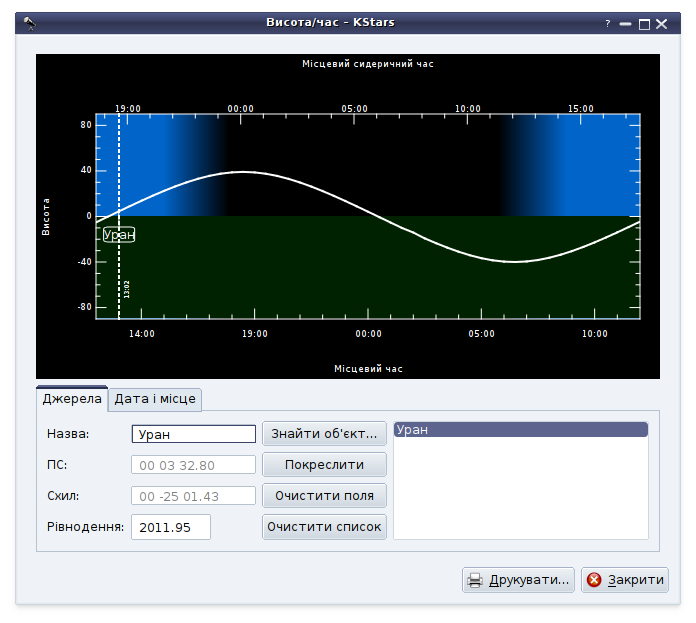 Висота/час – KStars
?
Місцевий сидеричний час
19:00 00:00 05:00 10:00 15:00
80
40
0
-40
-80
Висота
Уран
13:02
14:00 19:00 00:00 05:00 10:00
Місцевий час
Джерела Дата і місце
Назва: Уран Знайти об'єкт... Уран
ПС: 00 03 32.80 Покреслити
Схил: 00 -25 01.43 Очистити поля
Рівнодення: 2011.95 Очистити список
Друкувати... Закрити